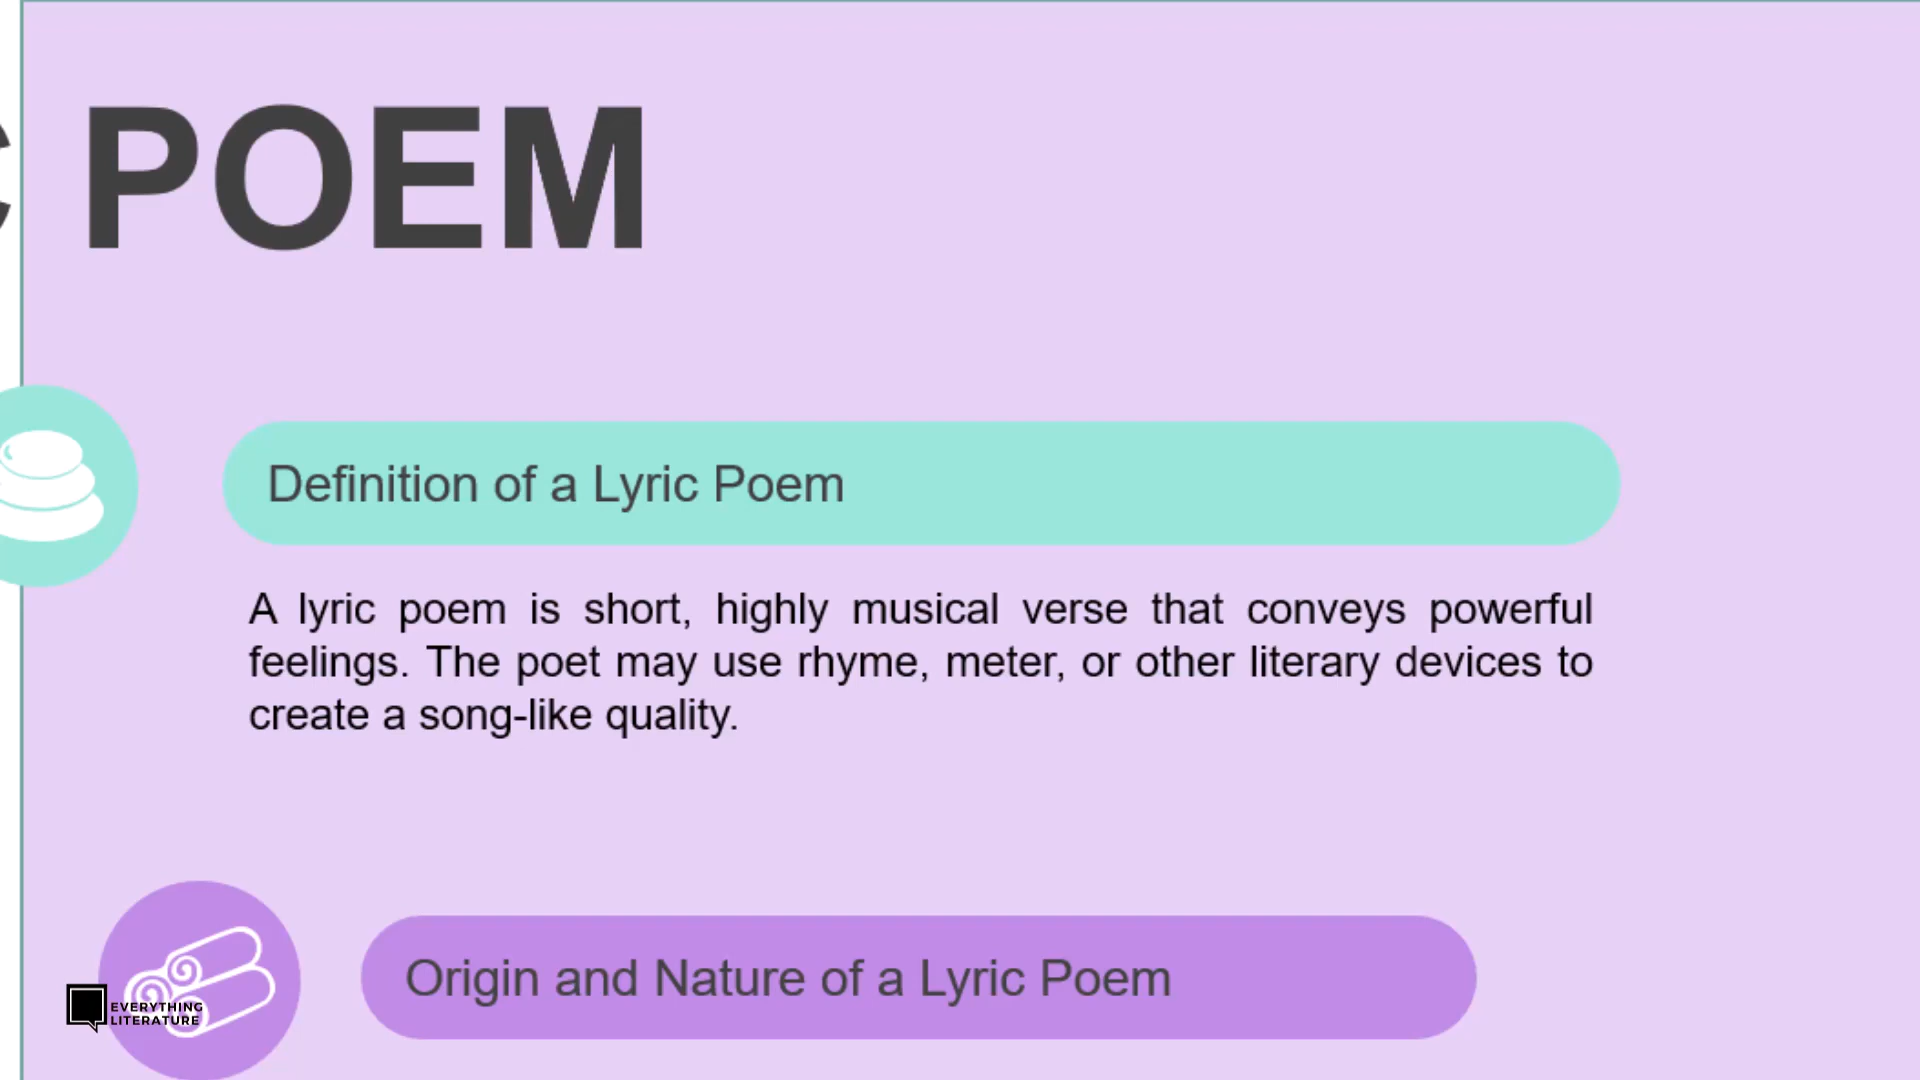 C POEM
Definition of a Lyric Poem
A lyric poem is short, highly musical verse that conveys powerful
feelings. The poet may use rhyme, meter, or other literary devices to
create a song-like quality.
Origin and Nature of a Lyric Poem
EVERYTHING
LITERATURE